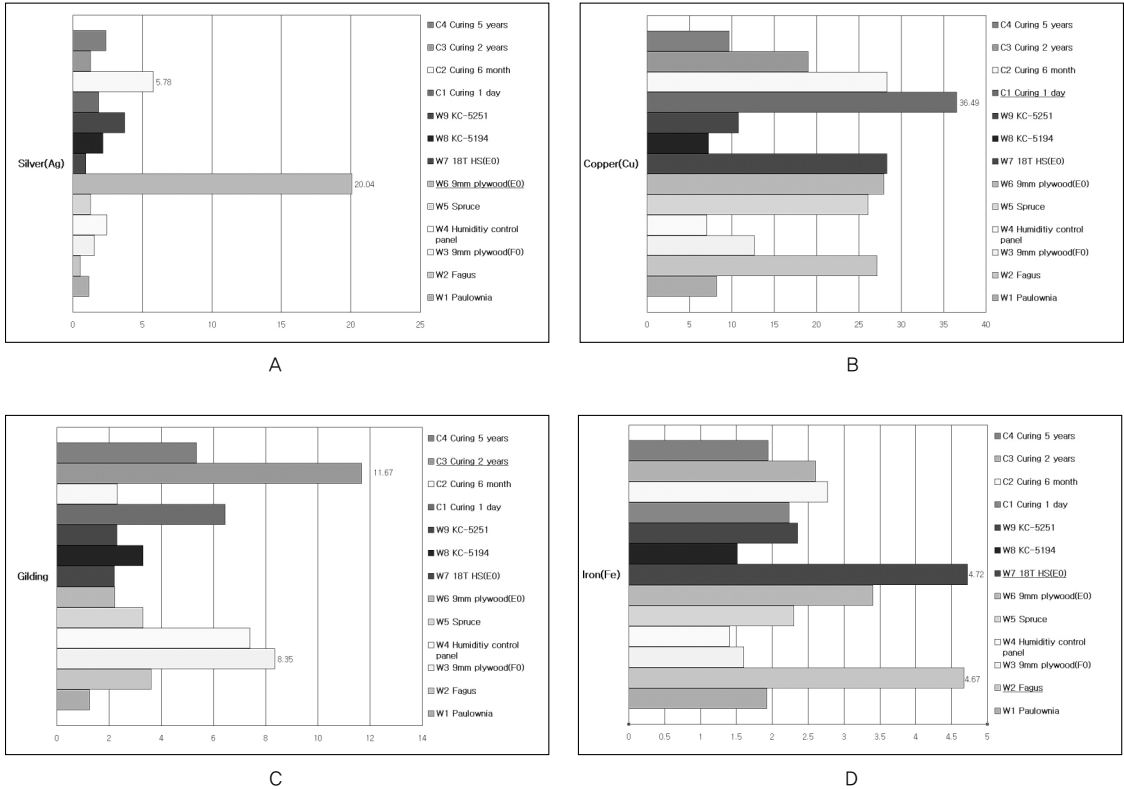 Silver(Ag)
5.78
20.04
0 5 10 15 20 25
C4 Curing 5 years
C3 Curing 2 years
C2 Curing 6 month
C1 Curing 1 day
W9 KC-5251
W8 KC-5194
W7 18T HS(E0)
W6 9mm plywood(E0)
W5 Spruce
W4 Humiditiy control
panel
W3 9mm plywood(F0)
W2 Fagus
W1 Paulownia
A
Copper(Cu)
36.49
0 5 10 15 20 25 30 35 40
C4 Curing 5 years
C3 Curing 2 years
C2 Curing 6 month
C1 Curing 1 day
W9 KC-5251
W8 KC-5194
W7 18T HS(E0)
W6 9mm plywood(E0)
W5 Spruce
W4 Humiditiy control
panel
W3 9mm plywood(F0)
W2 Fagus
W1 Paulownia
B
Gilding
11.67
8.35
0 2 4 6 8 10 12 14
C4 Curing 5 years
C3 Curing 2 years
C2 Curing 6 month
C1 Curing 1 day
W9 KC-5251
W8 KC-5194
W7 18T HS(E0)
W6 9mm plywood(E0)
W5 Spruce
W4 Humiditiy control
panel
W3 9mm plywood(F0)
W2 Fagus
W1 Paulownia
C
Iron(Fe)
4.72
4.67
0 0.5 1 1.5 2 2.5 3 3.5 4 4.5 5
C4 Curing 5 years
C3 Curing 2 years
C2 Curing 6 month
C1 Curing 1 day
W9 KC-5251
W8 KC-5194
W7 18T HS(E0)
W6 9mm plywood(E0)
W5 Spruce
W4 Humiditiy control
panel
W3 9mm plywood(F0)
W2 Fagus
W1 Paulownia
D